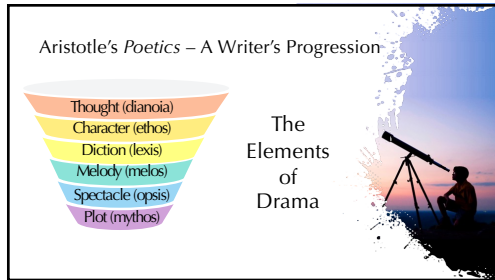 Aristotle's Poetics – A Writer's Progression
Thought (dianoia)
Character (ethos)
Diction (lexis)
Melody (melos)
Spectacle (opsis)
Plot (mythos)
The
Elements
of
Drama